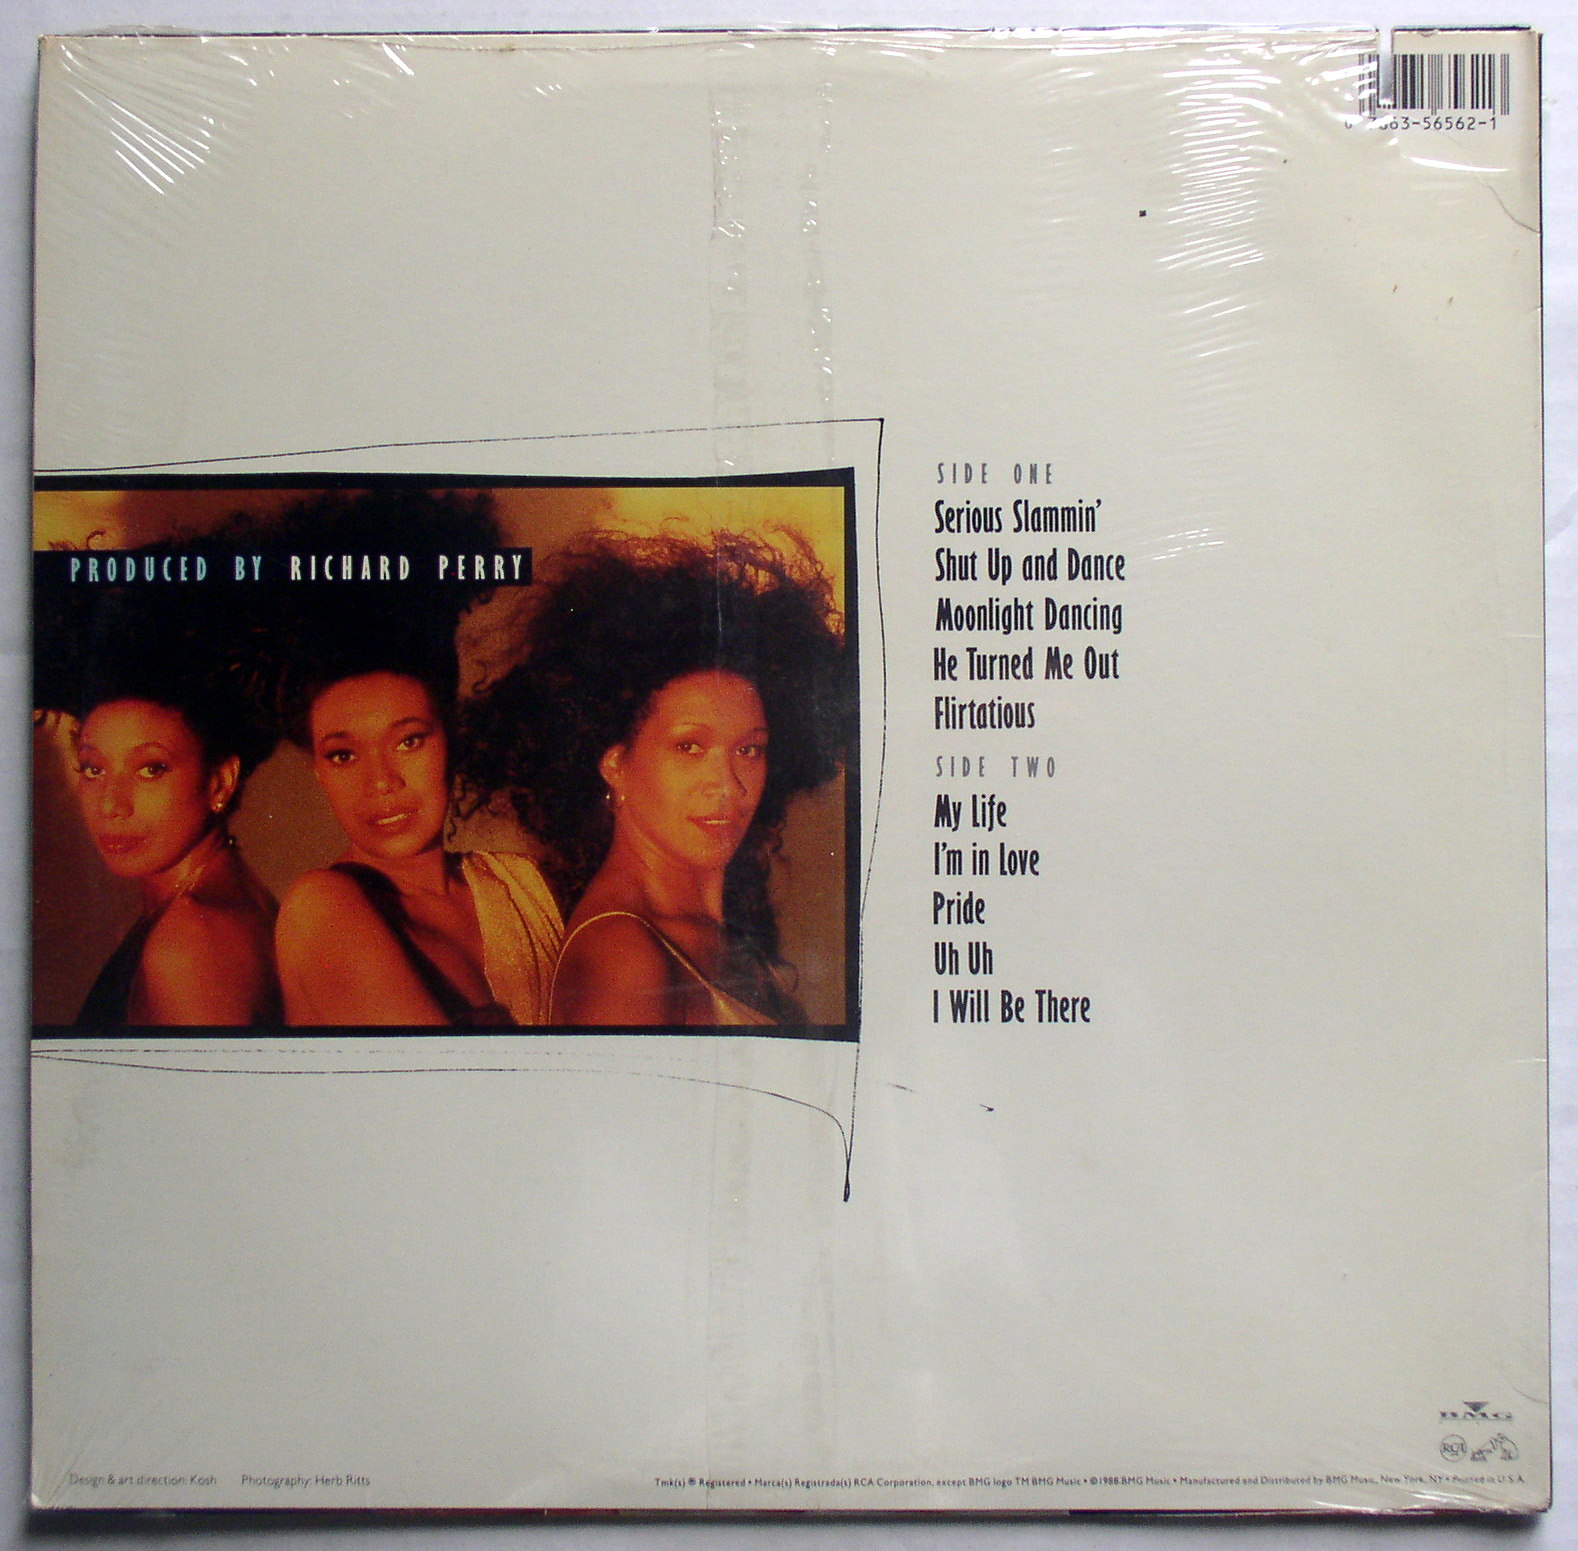 63-56562-1
SIDE ONE
Serious Slammin'
Shut Up and Dance
Moonlight Dancing
He Turned Me Out
Flirtatious
PRODUCED BY RICHARD PERRY
SIDE TWO
My Life
I'm in Love
Pride
Uh Uh
I Will Be There
BMG
RCA
Design & art direction: Kosh Photography: Herb Ritts
Tmk(s) ® Registered • Marca(s) Registrada(s) RCA Corporation, except BMG logo TM BMG Music • ©1988 BMG Music • Manufactured and Distributed by BMG Music, New York, NY • Printed in U.S.A.